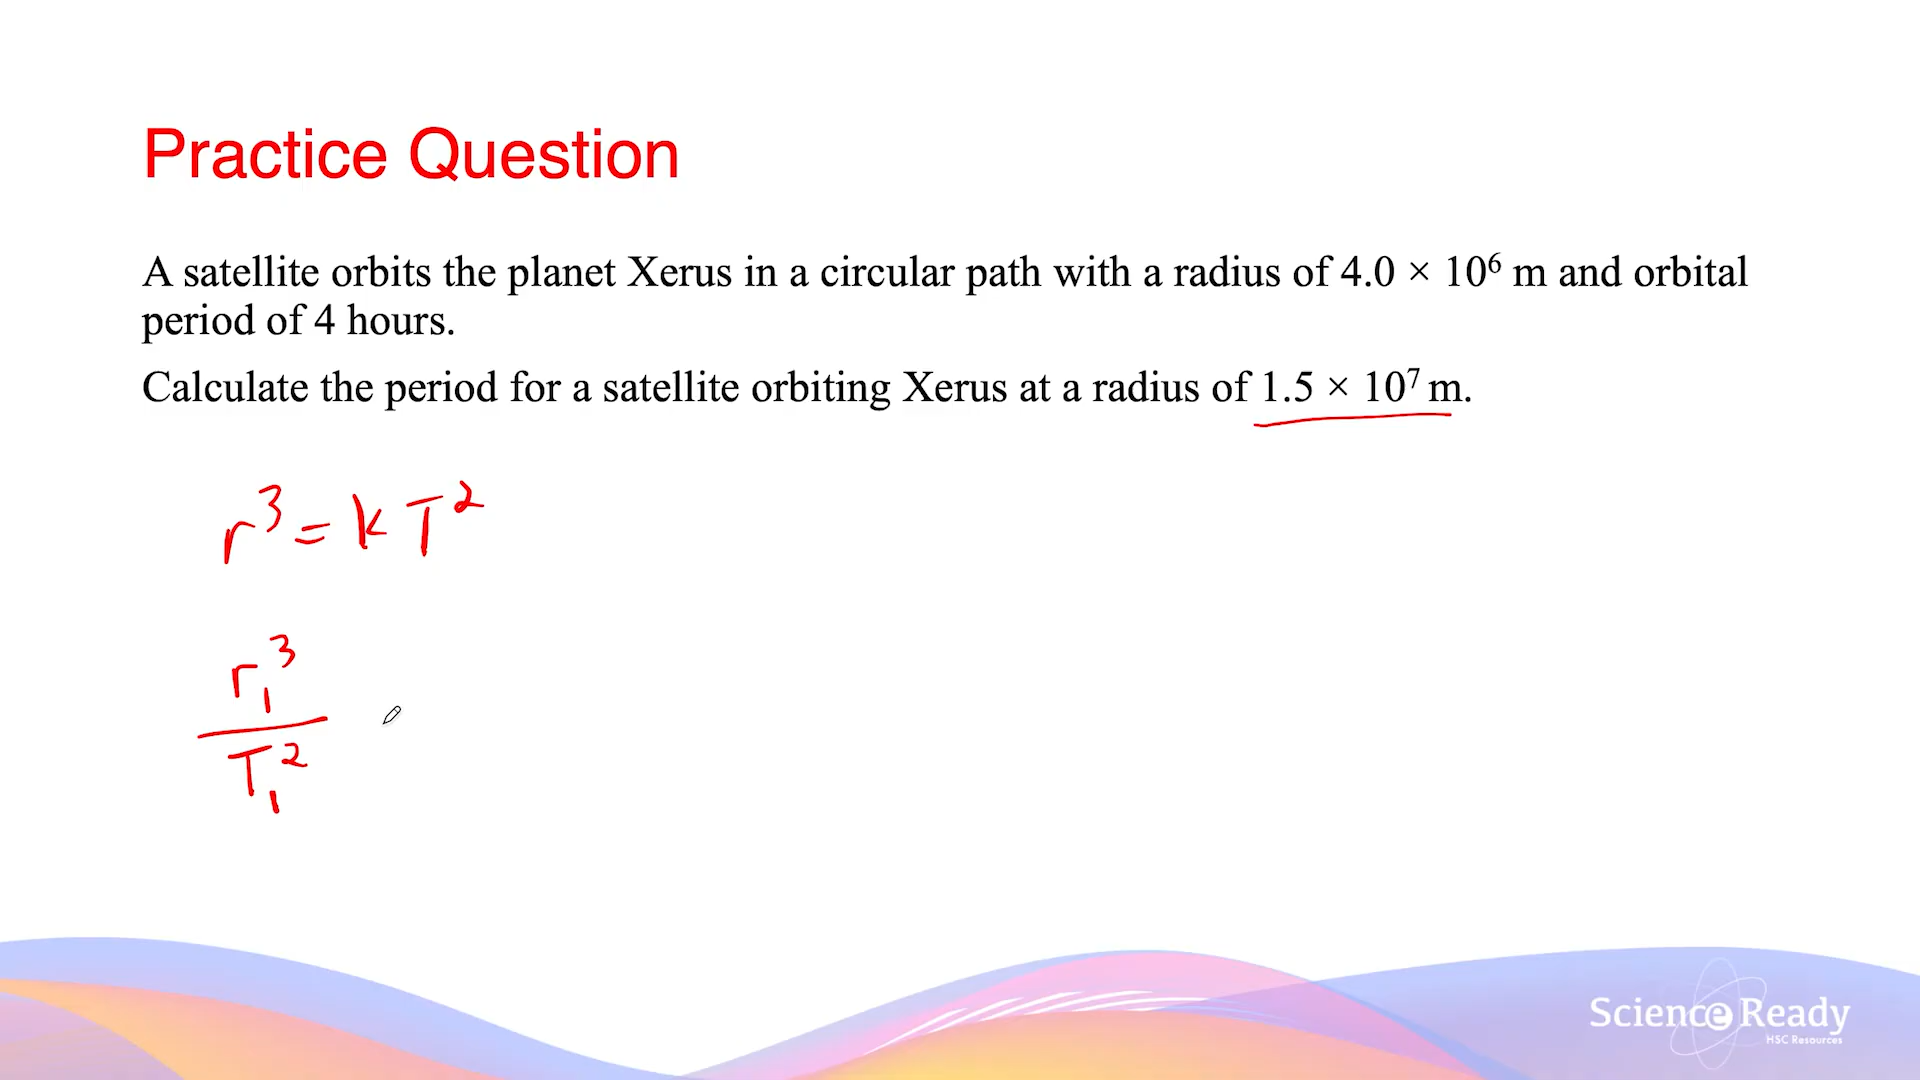 Practice Question
A satellite orbits the planet Xerus in a circular path with a radius of 4.0 × 10⁶ m and orbital
period of 4 hours.
Calculate the period for a satellite orbiting Xerus at a radius of 1.5 × 10⁷ m.
r³ = kT²
r₁³
T₁²
Science Ready
HSC Resources